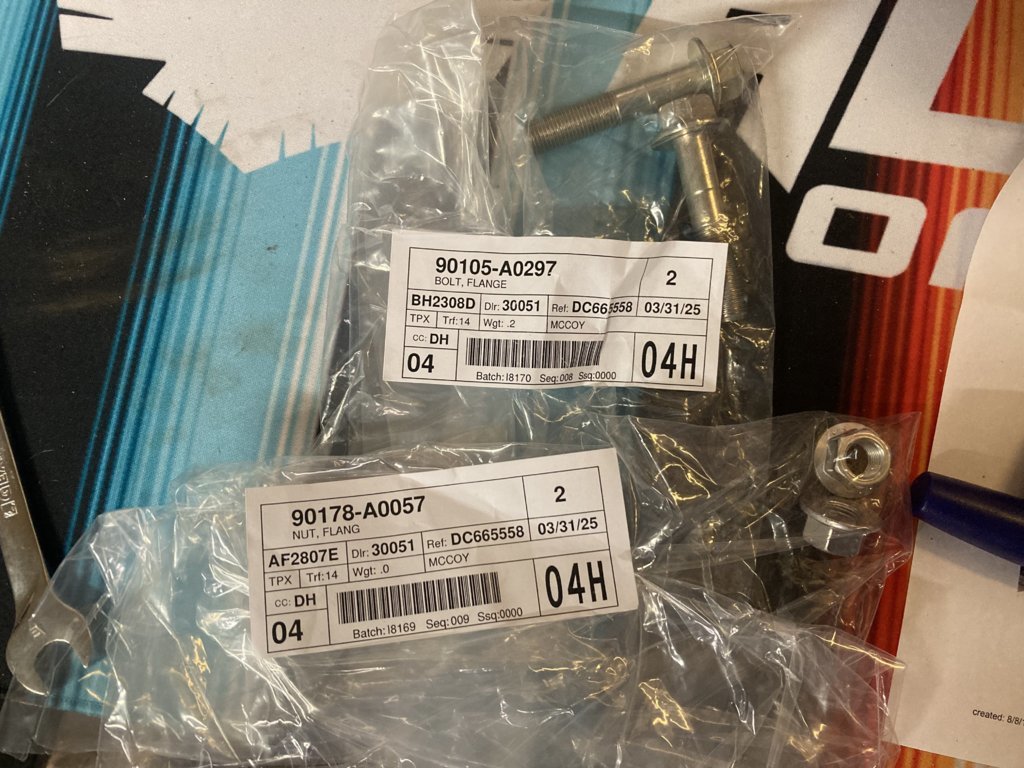 90105-A0297
2
BOLT, FLANGE
BH2308D Dlr: 30051 Ref: DC665558 03/31/25
TPX Trf:14 Wgt: .2 MCCOY
CC: DH
04 04H
Batch:I8170 Seq:008 Ssq:0000
90178-A0057
2
NUT, FLANG
AF2807E Dlr: 30051 Ref: DC665558 03/31/25
TPX Trf:14 Wgt: .0 MCCOY
CC: DH
04 04H
Batch:I8169 Seq:009 Ssq:0000
created: 8/8/